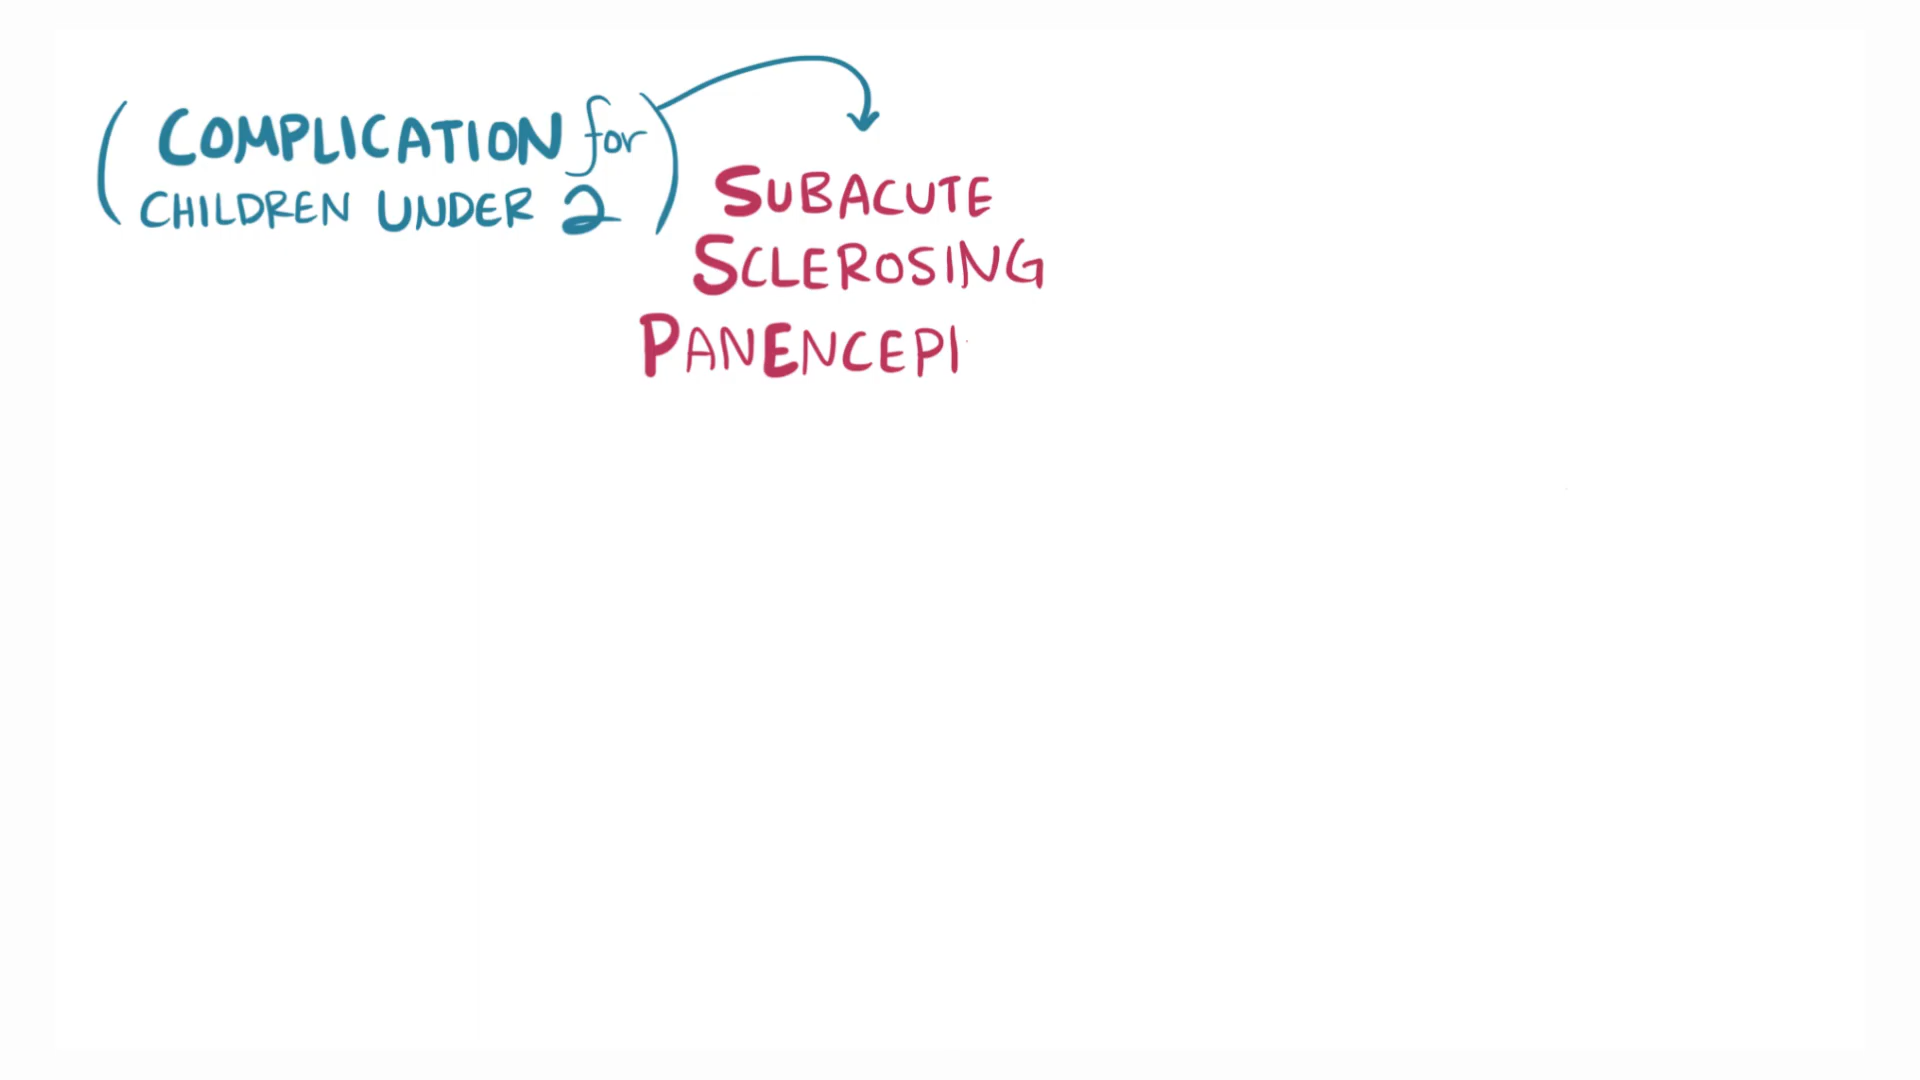 (COMPLICATION for
CHILDREN UNDER 2)
SUBACUTE
SCLEROSING
PANENCEPI